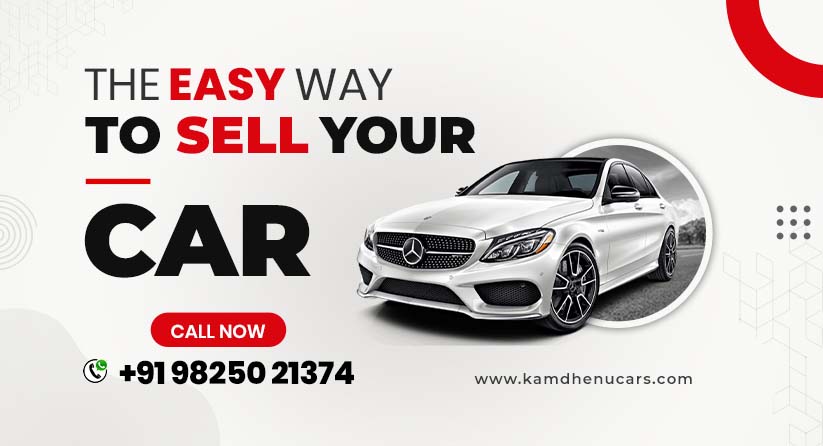 THE EASY WAY
TO SELL YOUR
CAR
CALL NOW
+91 98250 21374
www.kamdhenucars.com